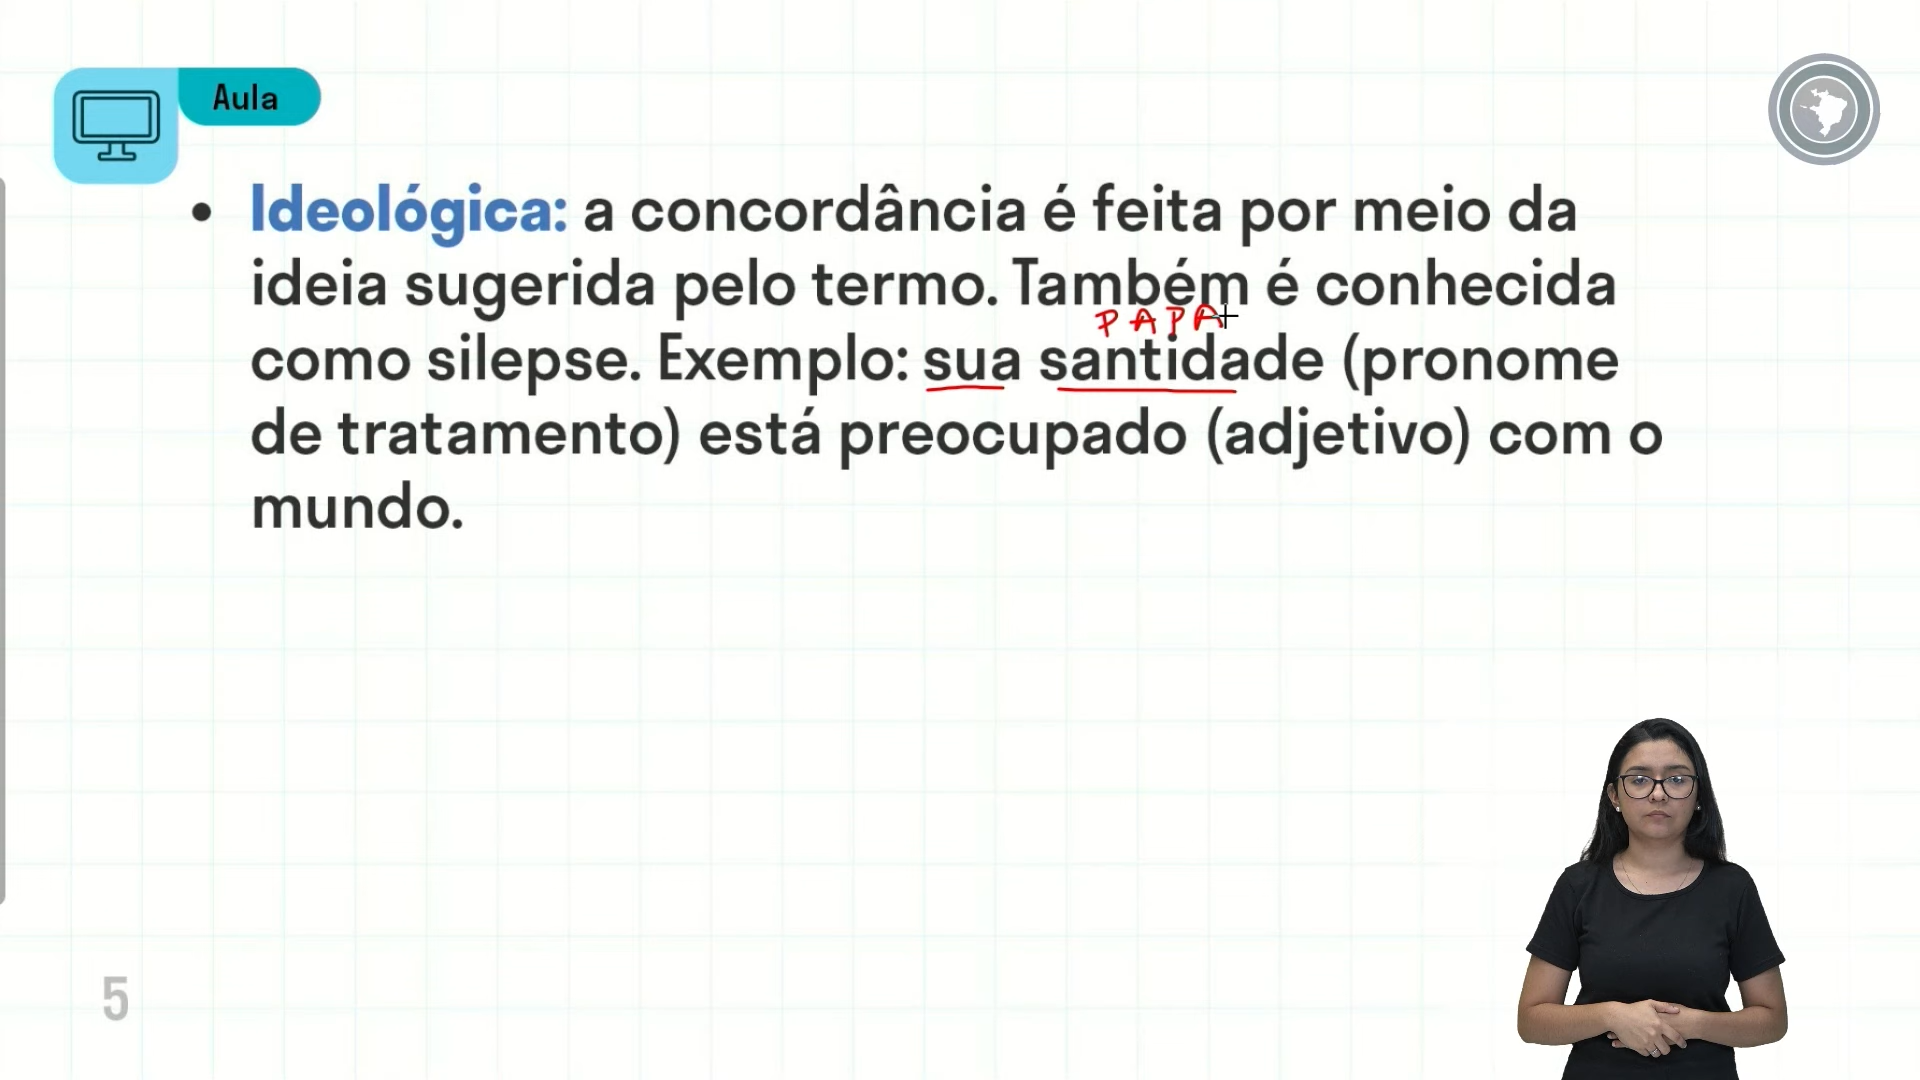 Aula
• Ideológica: a concordância é feita por meio da
ideia sugerida pelo termo. Também é conhecida
PAPA
como silepse. Exemplo: sua santidade (pronome
de tratamento) está preocupado (adjetivo) com o
mundo.
5